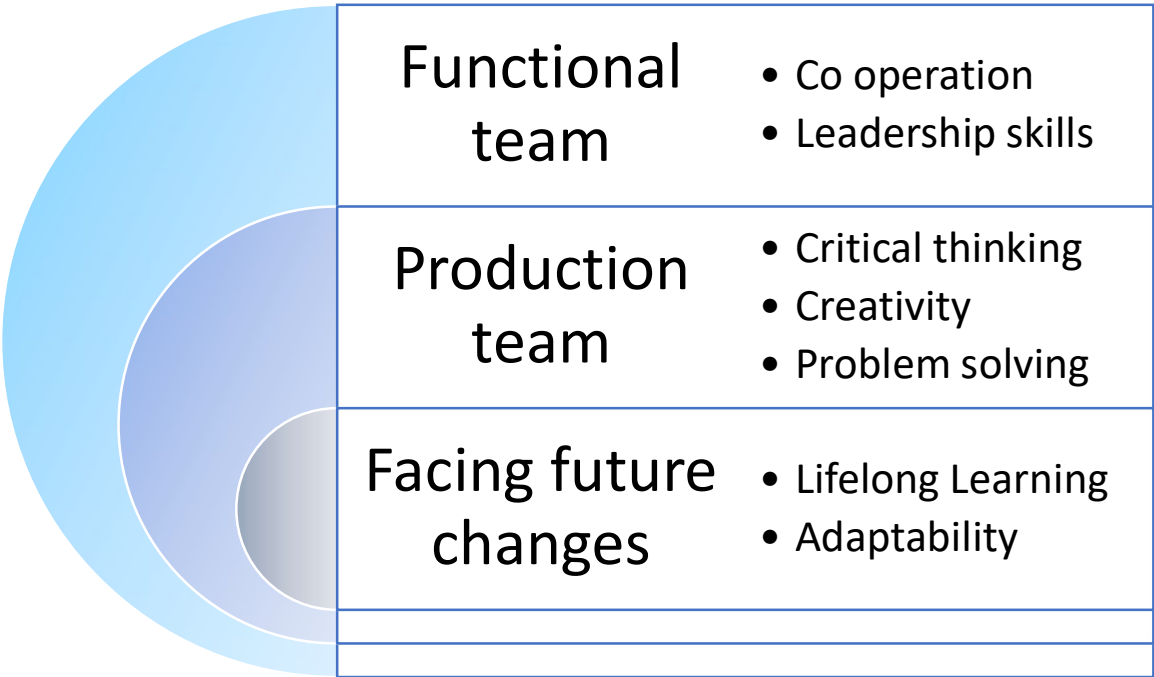 Functional
team
• Co operation
• Leadership skills
Production
team
• Critical thinking
• Creativity
• Problem solving
Facing future
changes
• Lifelong Learning
• Adaptability